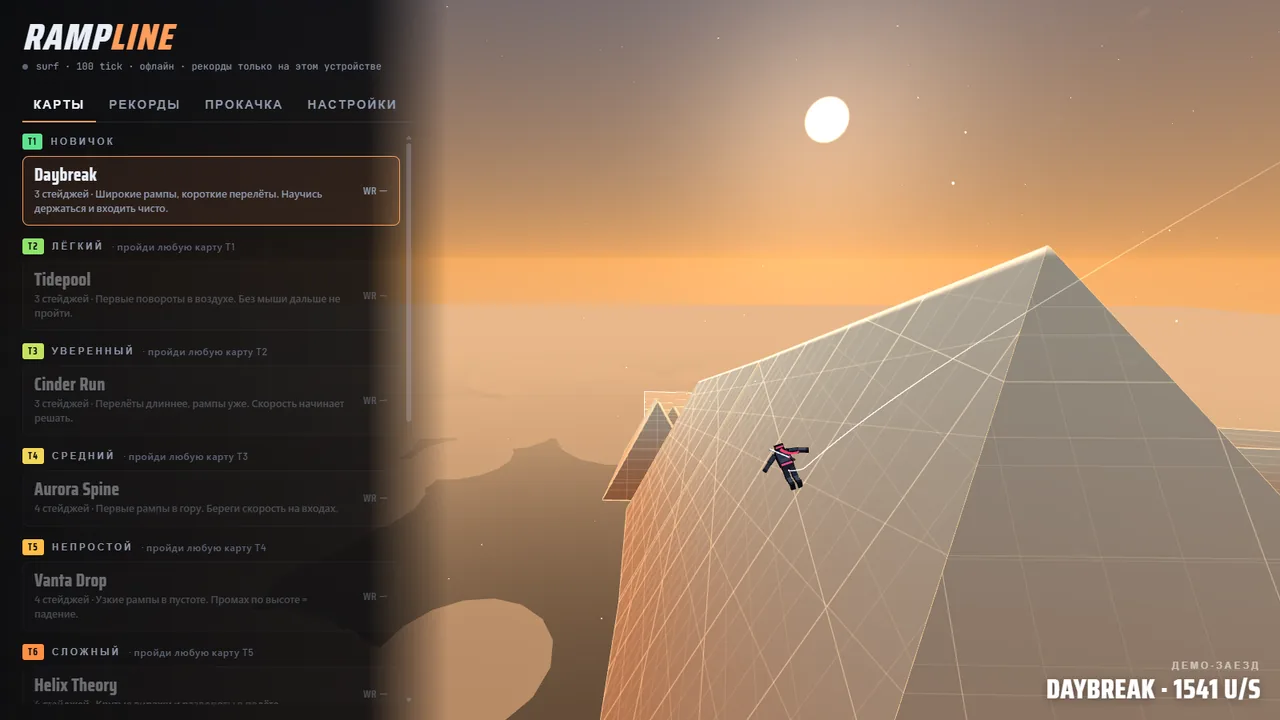 RAMPLINE
surf · 100 tick · офлайн · рекорды только на этом устройстве
КАРТЫ РЕКОРДЫ ПРОКАЧКА НАСТРОЙКИ
T1 НОВИЧОК
Daybreak
3 стейджей · Широкие рампы, короткие перелёты. Научись
держаться и входить чисто.
WR —
T2 ЛЁГКИЙ · пройди любую карту T1
Tidepool
3 стейджей · Первые повороты в воздухе. Без мыши дальше не
пройти.
WR —
T3 УВЕРЕННЫЙ · пройди любую карту T2
Cinder Run
3 стейджей · Перелёты длиннее, рампы уже. Скорость начинает
решать.
WR —
T4 СРЕДНИЙ · пройди любую карту T3
Aurora Spine
4 стейджей · Первые рампы в гору. Береги скорость на входах.
WR —
T5 НЕПРОСТОЙ · пройди любую карту T4
Vanta Drop
4 стейджей · Узкие рампы в пустоте. Промах по высоте =
падение.
WR —
T6 СЛОЖНЫЙ · пройди любую карту T5
Helix Theory
WR —
ДЕМО-ЗАЕЗД
DAYBREAK · 1541 U/S